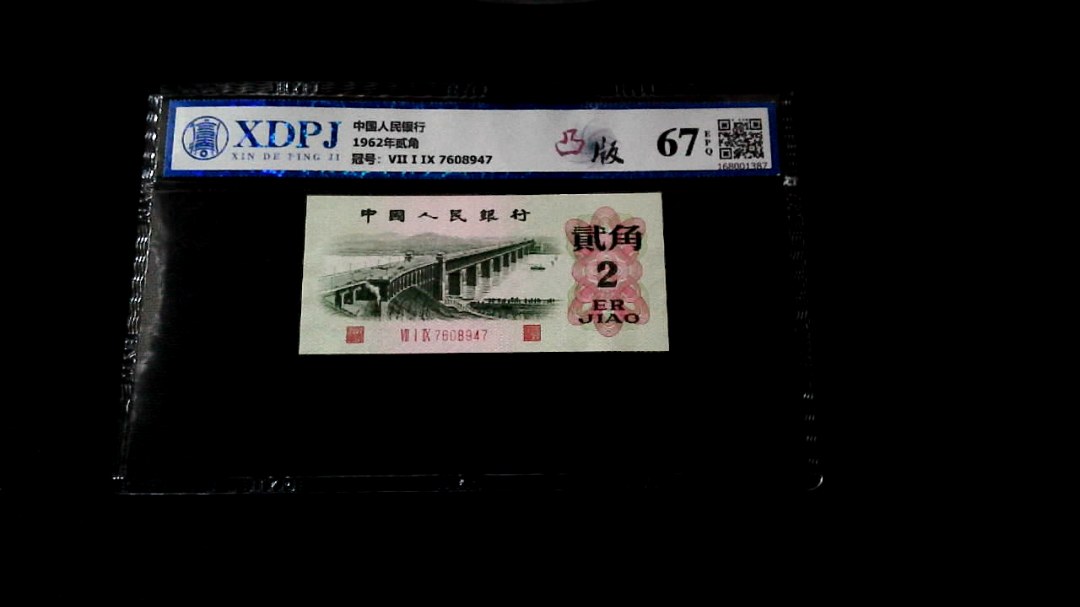 XDPJ
XIN DE PING JI
中国人民银行
1962年贰角
冠号：VII I IX 7608947
凸版
67
EPQ
168001387
中國人民銀行
貳角
2
ER
JIAO
VII I IX 7608947